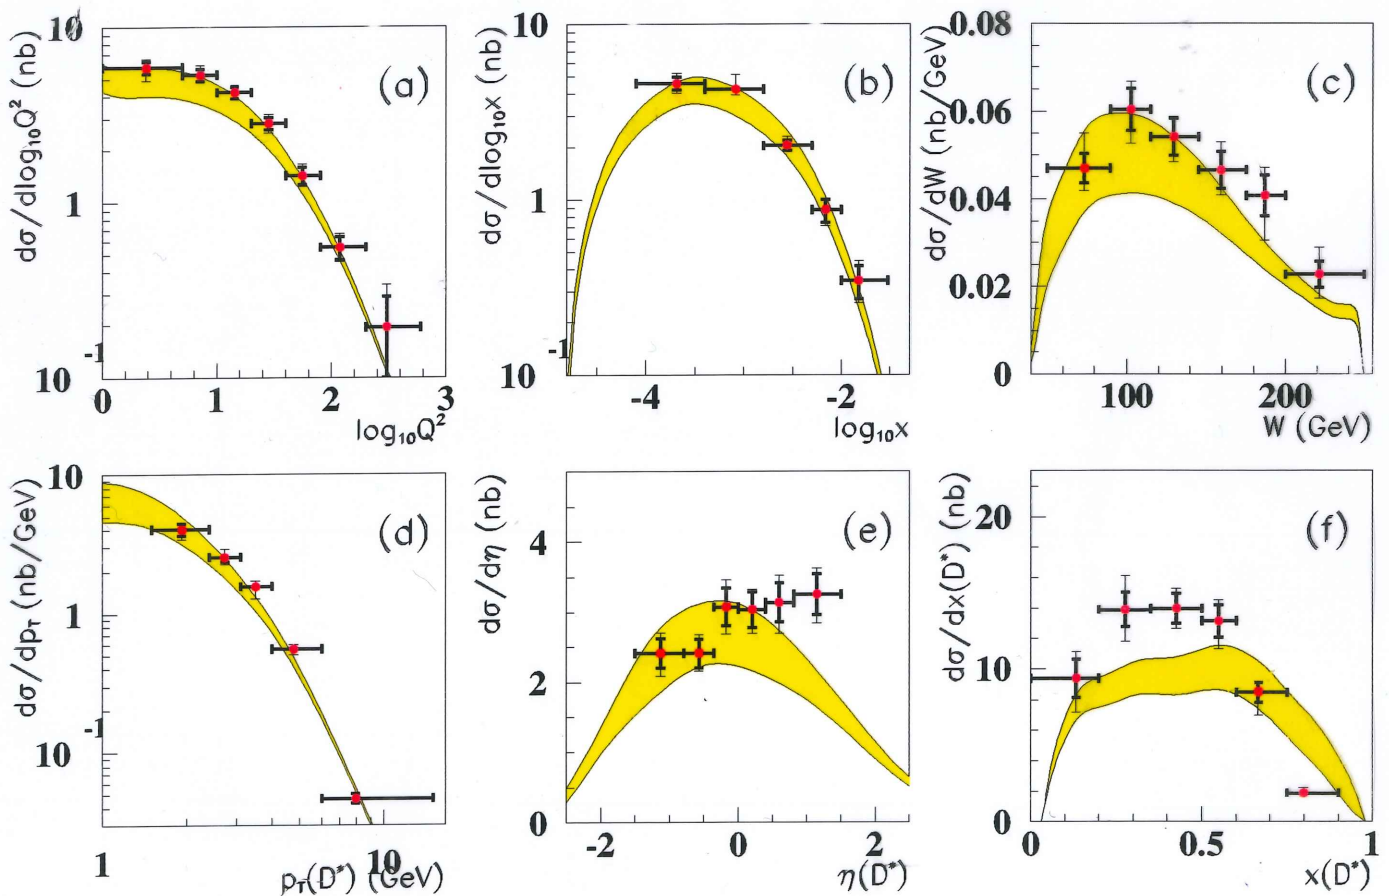 dσ/dlog₁₀Q² (nb)
10
1
10
-1
0
1
2
3
log₁₀Q²
(a)
dσ/dlog₁₀x (nb)
10
1
10
-1
-4
-2
log₁₀x
(b)
dσ/dW (nb/GeV)
0.08
0.06
0.04
0.02
0
100
200
W (GeV)
(c)
dσ/dp_T (nb/GeV)
10
1
10
-1
1
10
p_T(D*) (GeV)
(d)
dσ/dη (nb)
4
2
0
-2
0
2
η(D*)
(e)
dσ/dx(D*) (nb)
20
10
0
0
0.5
1
x(D*)
(f)